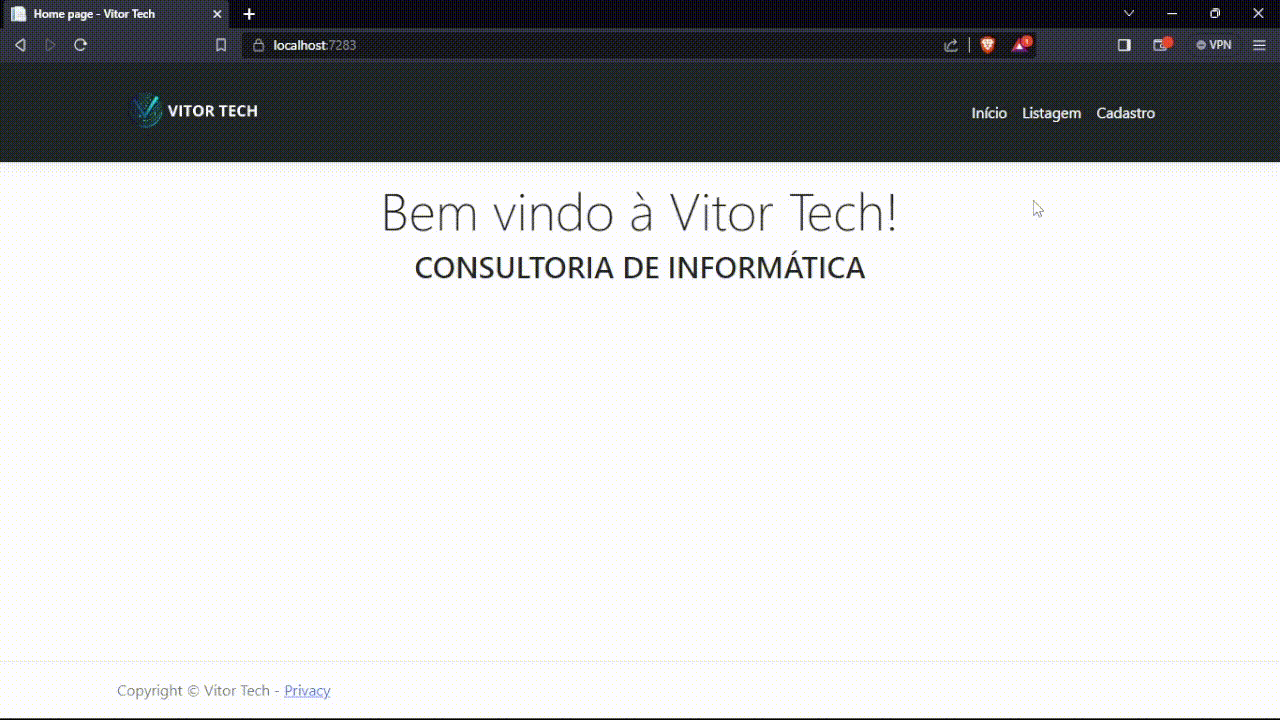 Home page - Vitor Tech
localhost:7283
1
VPN
VITOR TECH
Início Listagem Cadastro
Bem vindo à Vitor Tech!
CONSULTORIA DE INFORMÁTICA
Copyright © Vitor Tech - Privacy